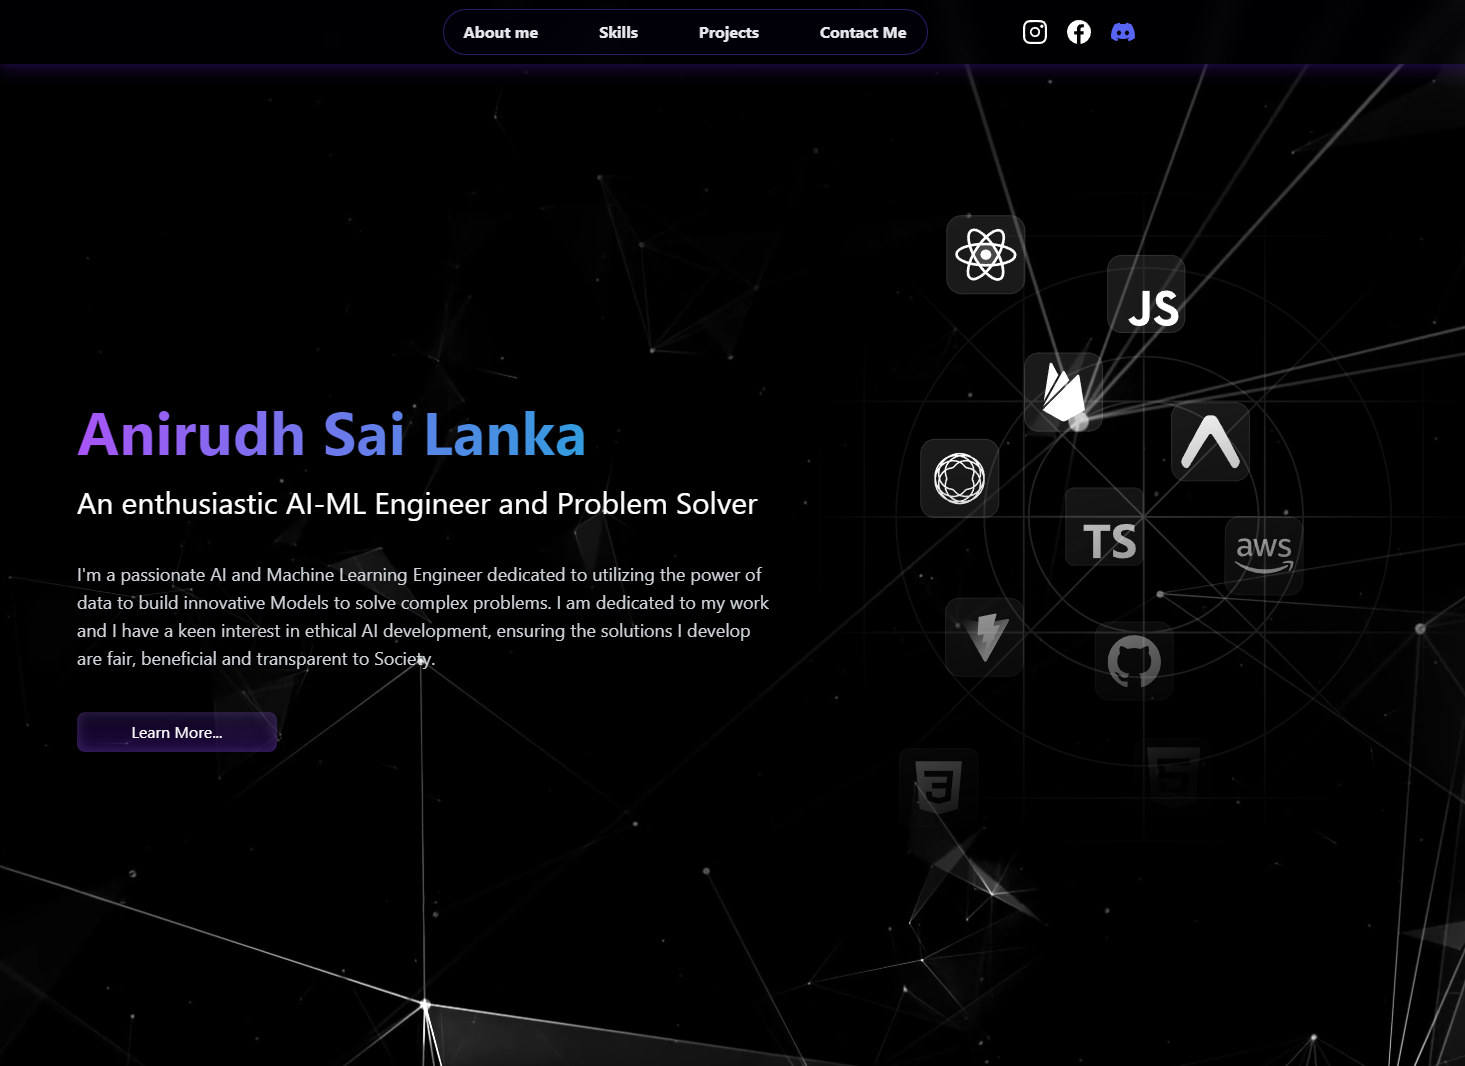 About me Skills Projects Contact Me
JS
Anirudh Sai Lanka
An enthusiastic AI-ML Engineer and Problem Solver
TS
aws
I'm a passionate AI and Machine Learning Engineer dedicated to utilizing the power of
data to build innovative Models to solve complex problems. I am dedicated to my work
and I have a keen interest in ethical AI development, ensuring the solutions I develop
are fair, beneficial and transparent to Society.
Learn More...
3
5